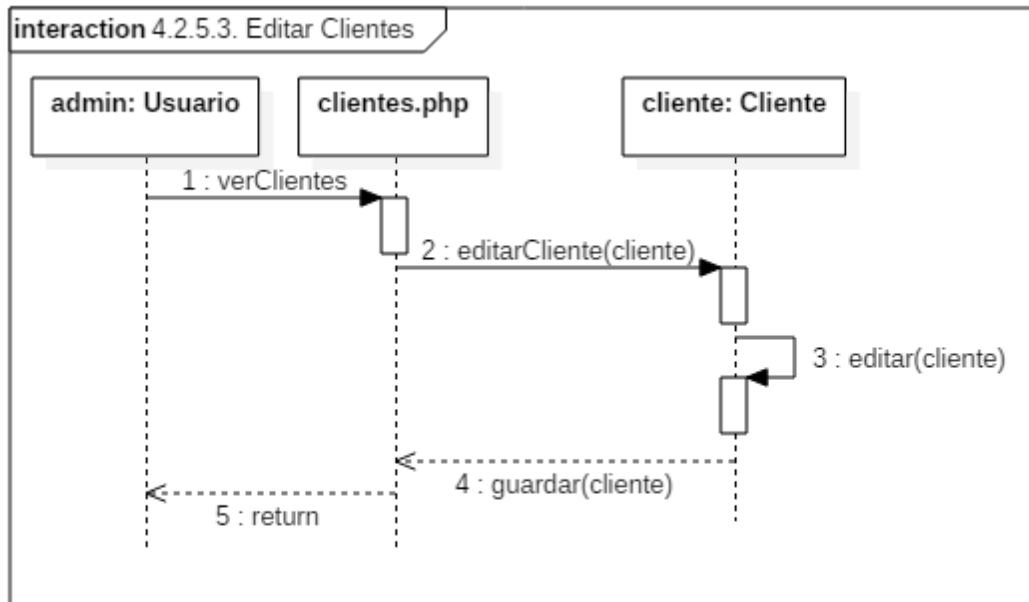 interaction 4.2.5.3. Editar Clientes
admin: Usuario
clientes.php
cliente: Cliente
1 : verClientes
2 : editarCliente(cliente)
3 : editar(cliente)
4 : guardar(cliente)
5 : return